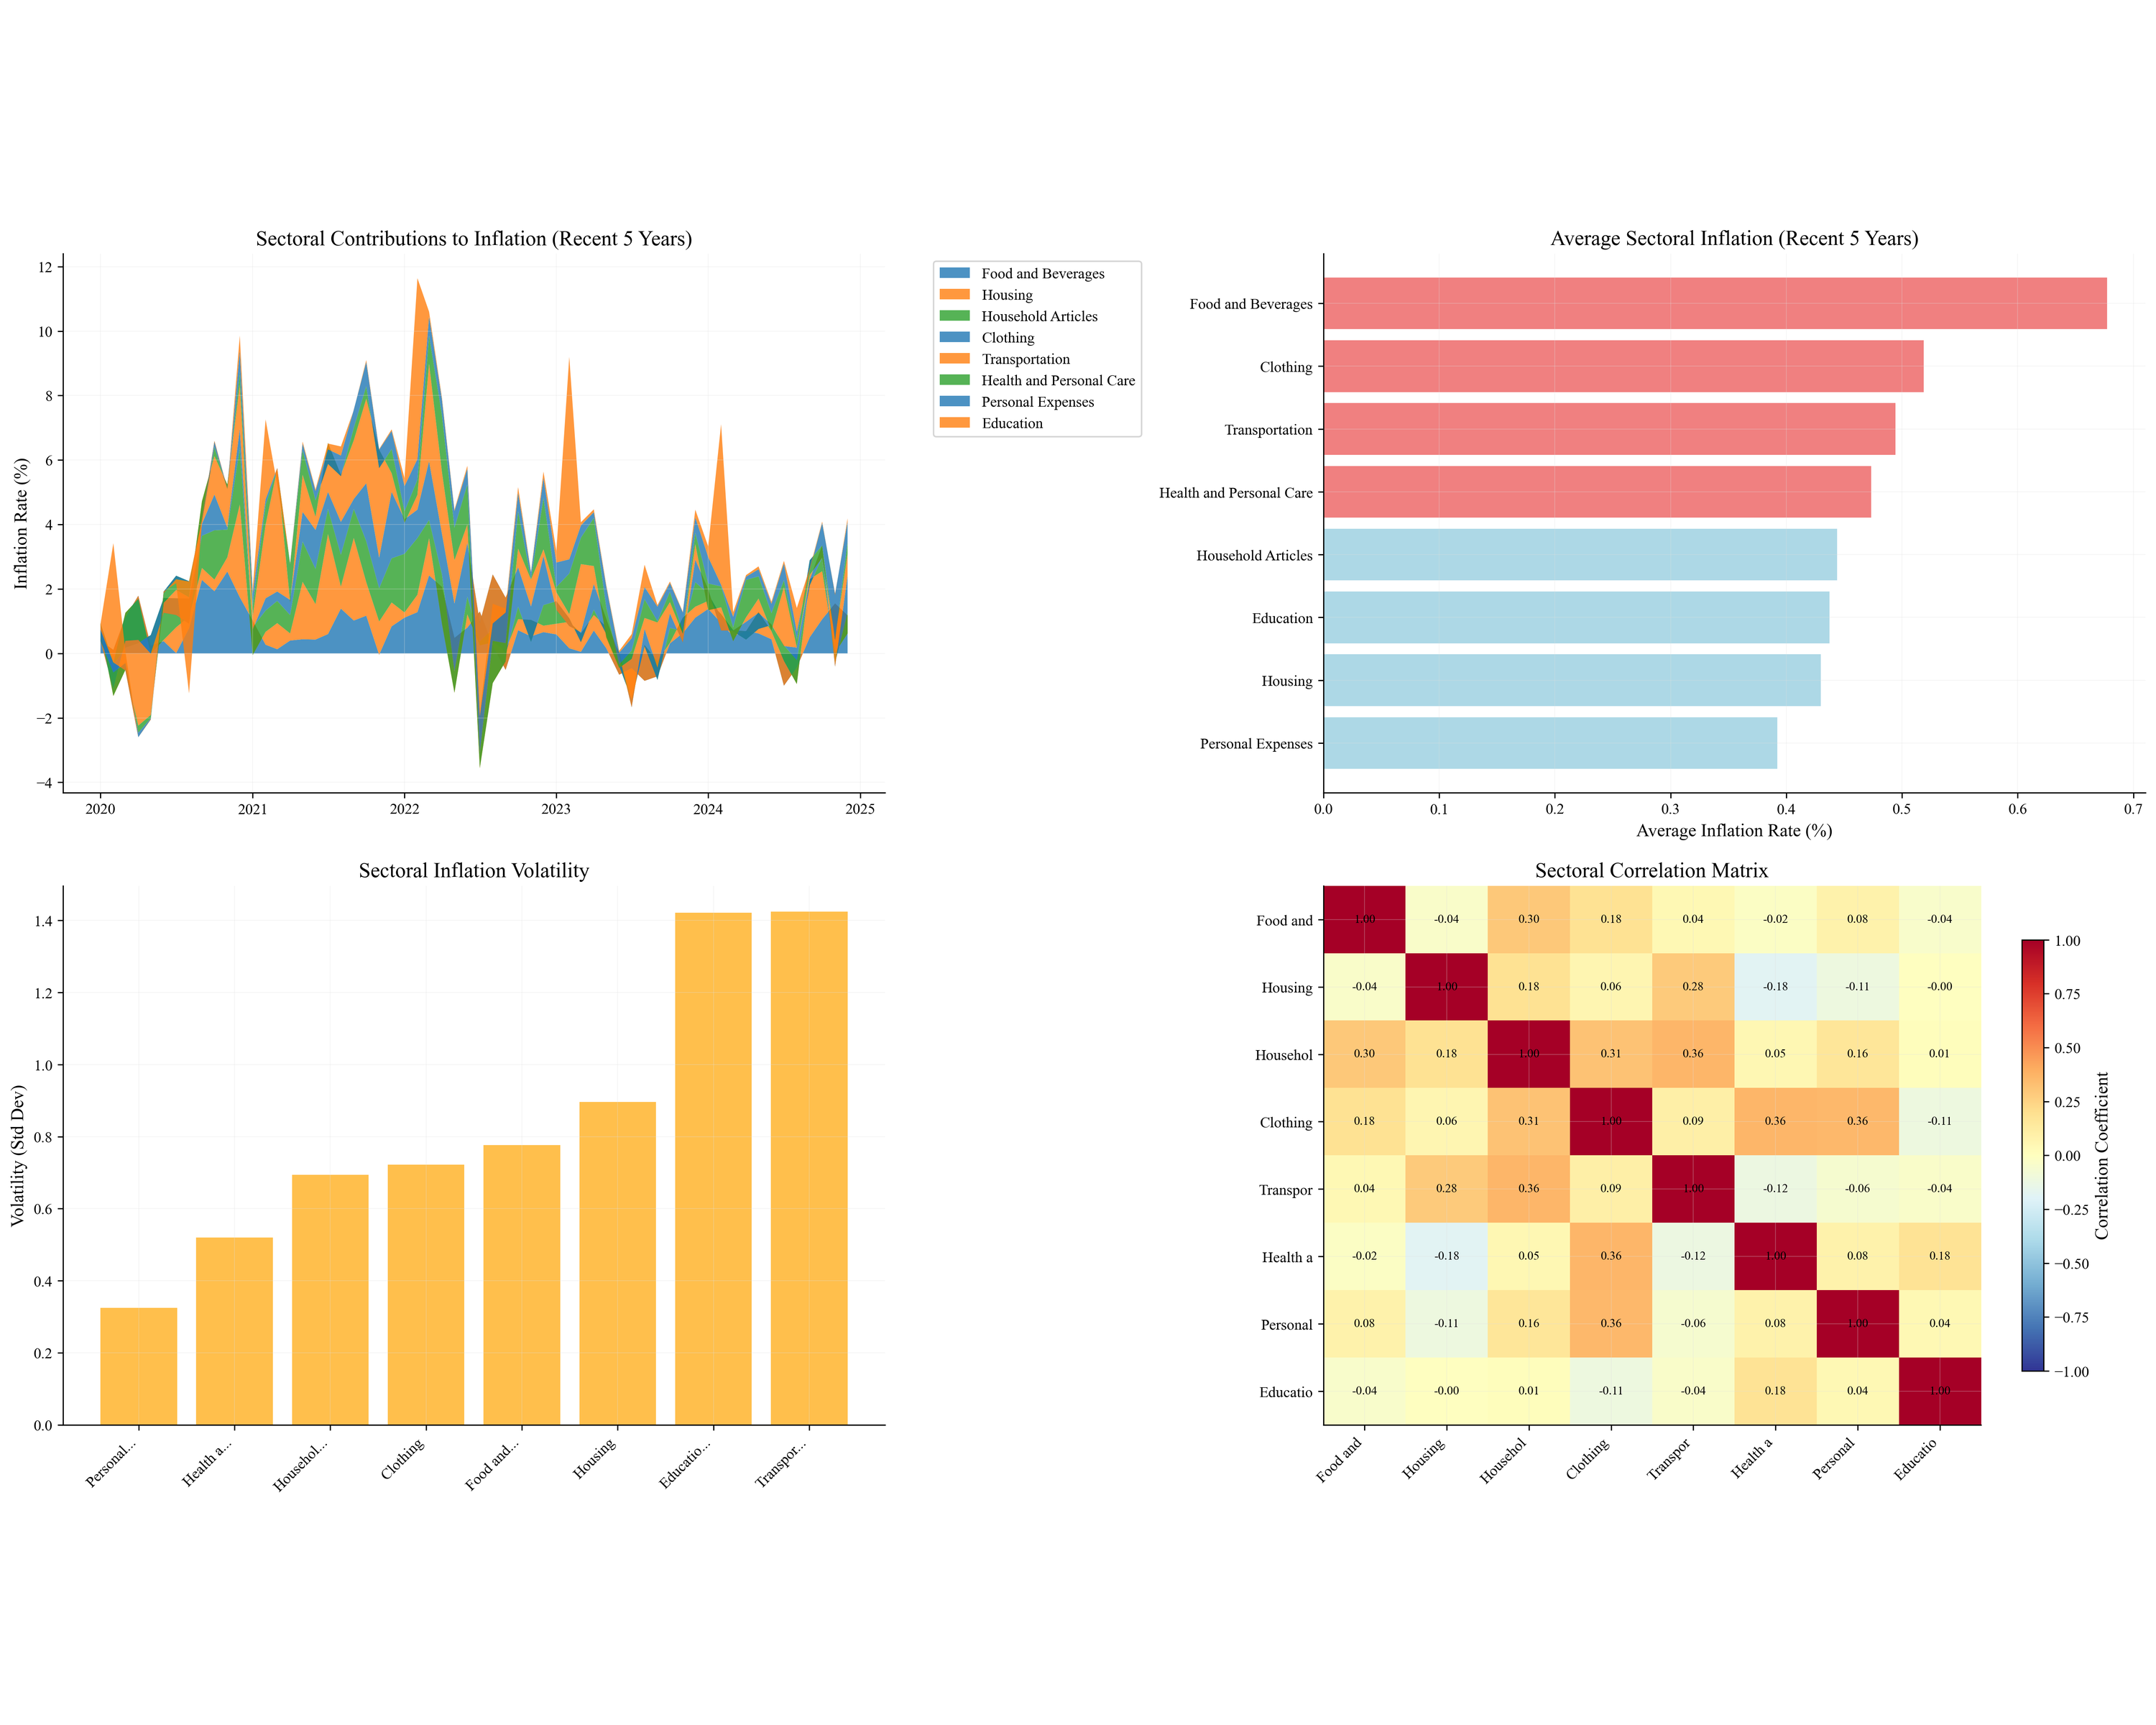 Sectoral Contributions to Inflation (Recent 5 Years)
Inflation Rate (%)
12
10
8
6
4
2
0
−2
−4
2020 2021 2022 2023 2024 2025
Food and Beverages
Housing
Household Articles
Clothing
Transportation
Health and Personal Care
Personal Expenses
Education
Average Sectoral Inflation (Recent 5 Years)
Food and Beverages
Clothing
Transportation
Health and Personal Care
Household Articles
Education
Housing
Personal Expenses
0.0 0.1 0.2 0.3 0.4 0.5 0.6 0.7
Average Inflation Rate (%)
Sectoral Inflation Volatility
Volatility (Std Dev)
1.4
1.2
1.0
0.8
0.6
0.4
0.2
0.0
Personal... Health a... Househol... Clothing Food and... Housing Educatio... Transpor...
Sectoral Correlation Matrix
Food and 1.00 -0.04 0.30 0.18 0.04 -0.02 0.08 -0.04
Housing -0.04 1.00 0.18 0.06 0.28 -0.18 -0.11 -0.00
Househol 0.30 0.18 1.00 0.31 0.36 0.05 0.16 0.01
Clothing 0.18 0.06 0.31 1.00 0.09 0.36 0.36 -0.11
Transpor 0.04 0.28 0.36 0.09 1.00 -0.12 -0.06 -0.04
Health a -0.02 -0.18 0.05 0.36 -0.12 1.00 0.08 0.18
Personal 0.08 -0.11 0.16 0.36 -0.06 0.08 1.00 0.04
Educatio -0.04 -0.00 0.01 -0.11 -0.04 0.18 0.04 1.00
Food and Housing Househol Clothing Transpor Health a Personal Educatio
1.00
0.75
0.50
0.25
0.00
−0.25
−0.50
−0.75
−1.00
Correlation Coefficient